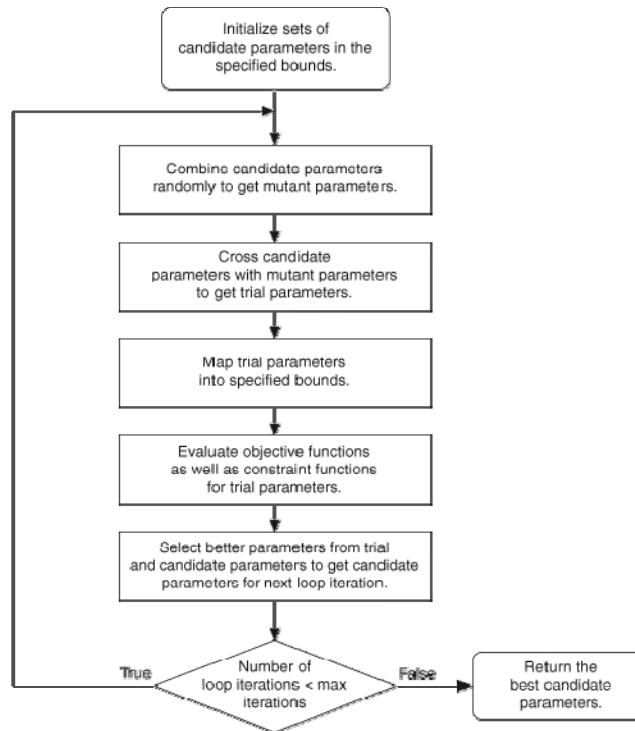 Initialize sets of
candidate parameters in the
specified bounds.
Combine candidate parameters
randomly to get mutant parameters.
Cross candidate
parameters with mutant parameters
to get trial parameters.
Map trial parameters
into specified bounds.
Evaluate objective functions
as well as constraint functions
for trial parameters.
Select better parameters from trial
and candidate parameters to get candidate
parameters for next loop iteration.
True
Number of
loop iterations < max
iterations
False
Return the
best candidate
parameters.